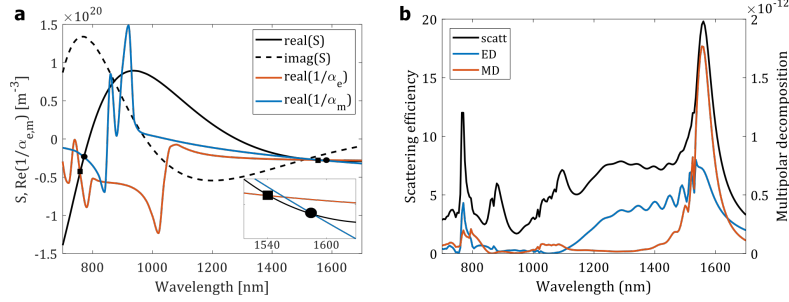 a
×10²⁰
1.5
1.0
0.5
0
-0.5
-1.0
-1.5
S, Re(1/α_e,m) [m⁻³]
real(S)
imag(S)
real(1/α_e)
real(1/α_m)
1540 1600
800 1000 1200 1400 1600
Wavelength [nm]
b
20
15
10
5
0
Scattering efficiency
scatt
ED
MD
×10⁻¹²
2
1.5
1
0.5
0
Multipolar decomposition
800 1000 1200 1400 1600
Wavelength (nm)